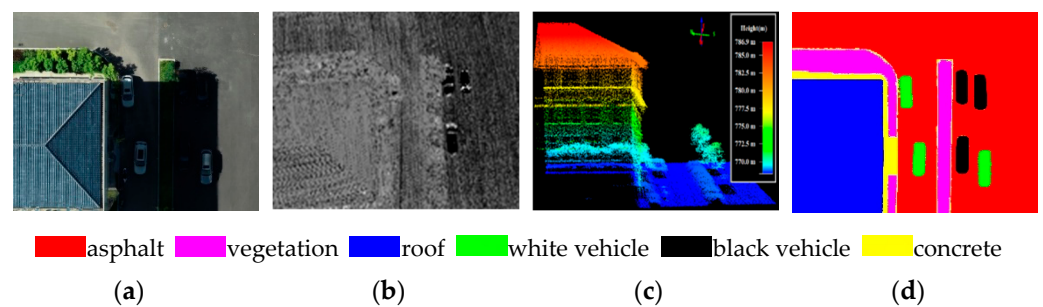 Height(m)
786.9 m
785.0 m
782.5 m
780.0 m
777.5 m
775.0 m
772.5 m
770.0 m
asphalt vegetation roof white vehicle black vehicle concrete
(a) (b) (c) (d)